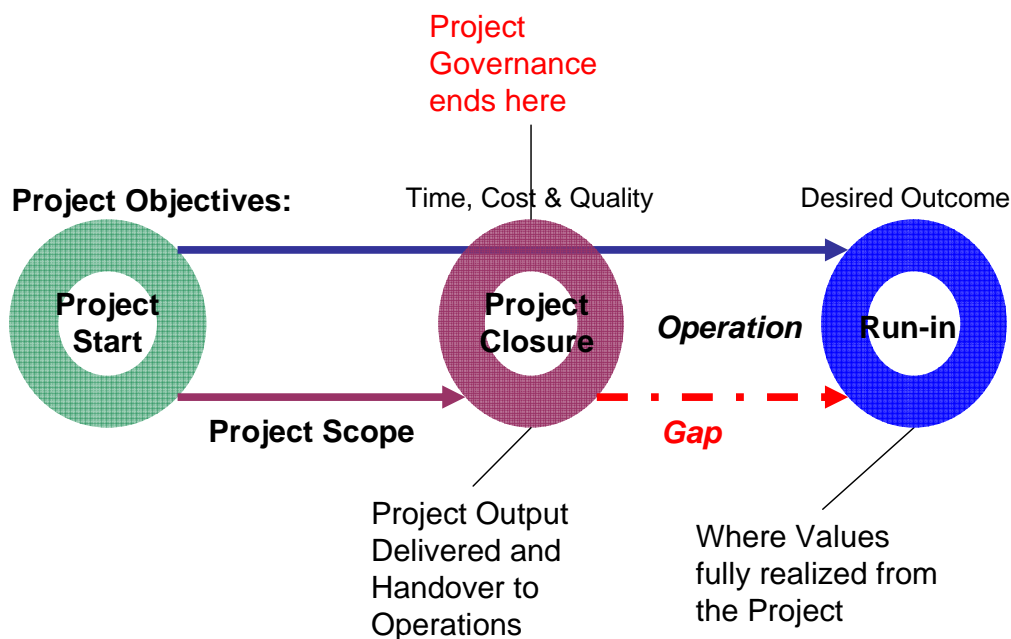 Project
Governance
ends here
Project Objectives:
Time, Cost & Quality
Desired Outcome
Project
Start
Project
Closure
Operation
Run-in
Project Scope
Gap
Project Output
Delivered and
Handover to
Operations
Where Values
fully realized from
the Project